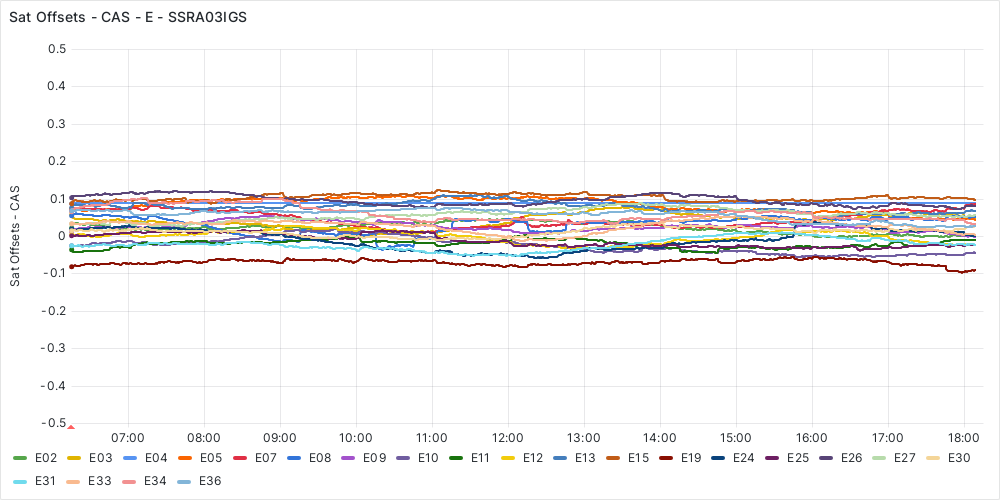 Sat Offsets - CAS - E - SSRA03IGS
0.5
0.4
0.3
0.2
0.1
0
-0.1
-0.2
-0.3
-0.4
-0.5
Sat Offsets - CAS
07:00 08:00 09:00 10:00 11:00 12:00 13:00 14:00 15:00 16:00 17:00 18:00
E02 E03 E04 E05 E07 E08 E09 E10 E11 E12 E13 E15 E19 E24 E25 E26 E27 E30
E31 E33 E34 E36